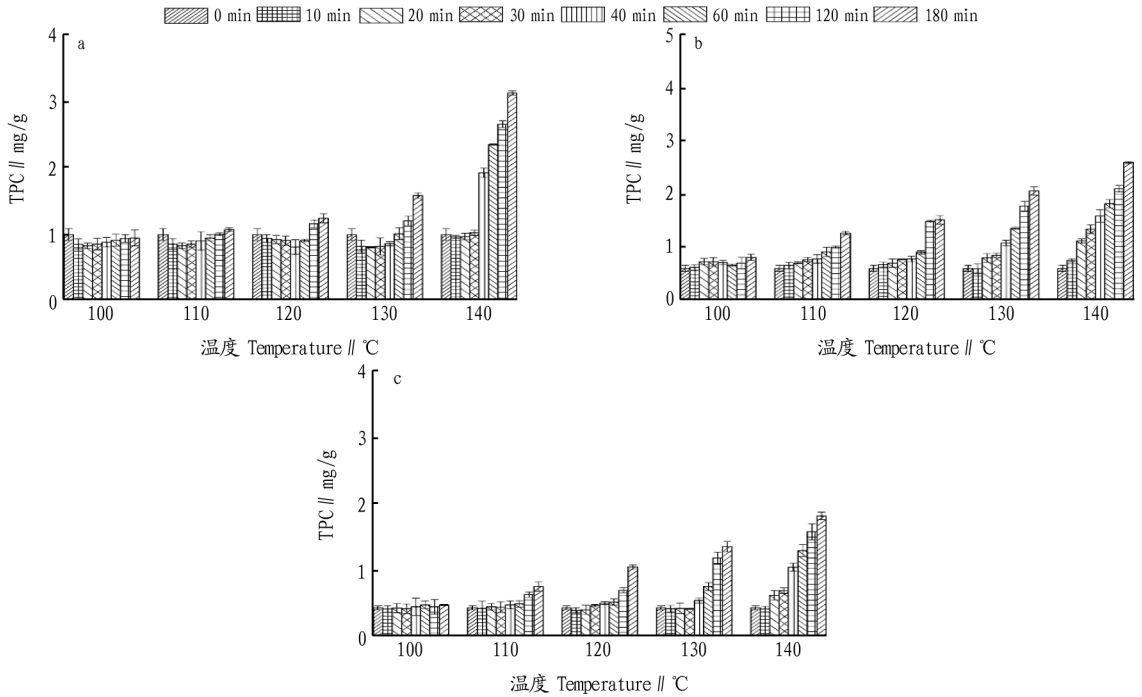 0 min 10 min 20 min 30 min 40 min 60 min 120 min 180 min
a
4
3
2
1
0
TPC∥mg/g
100 110 120 130 140
温度 Temperature∥℃
b
5
4
3
2
1
0
TPC∥mg/g
100 110 120 130 140
温度 Temperature∥℃
c
4
3
2
1
0
TPC∥mg/g
100 110 120 130 140
温度 Temperature∥℃